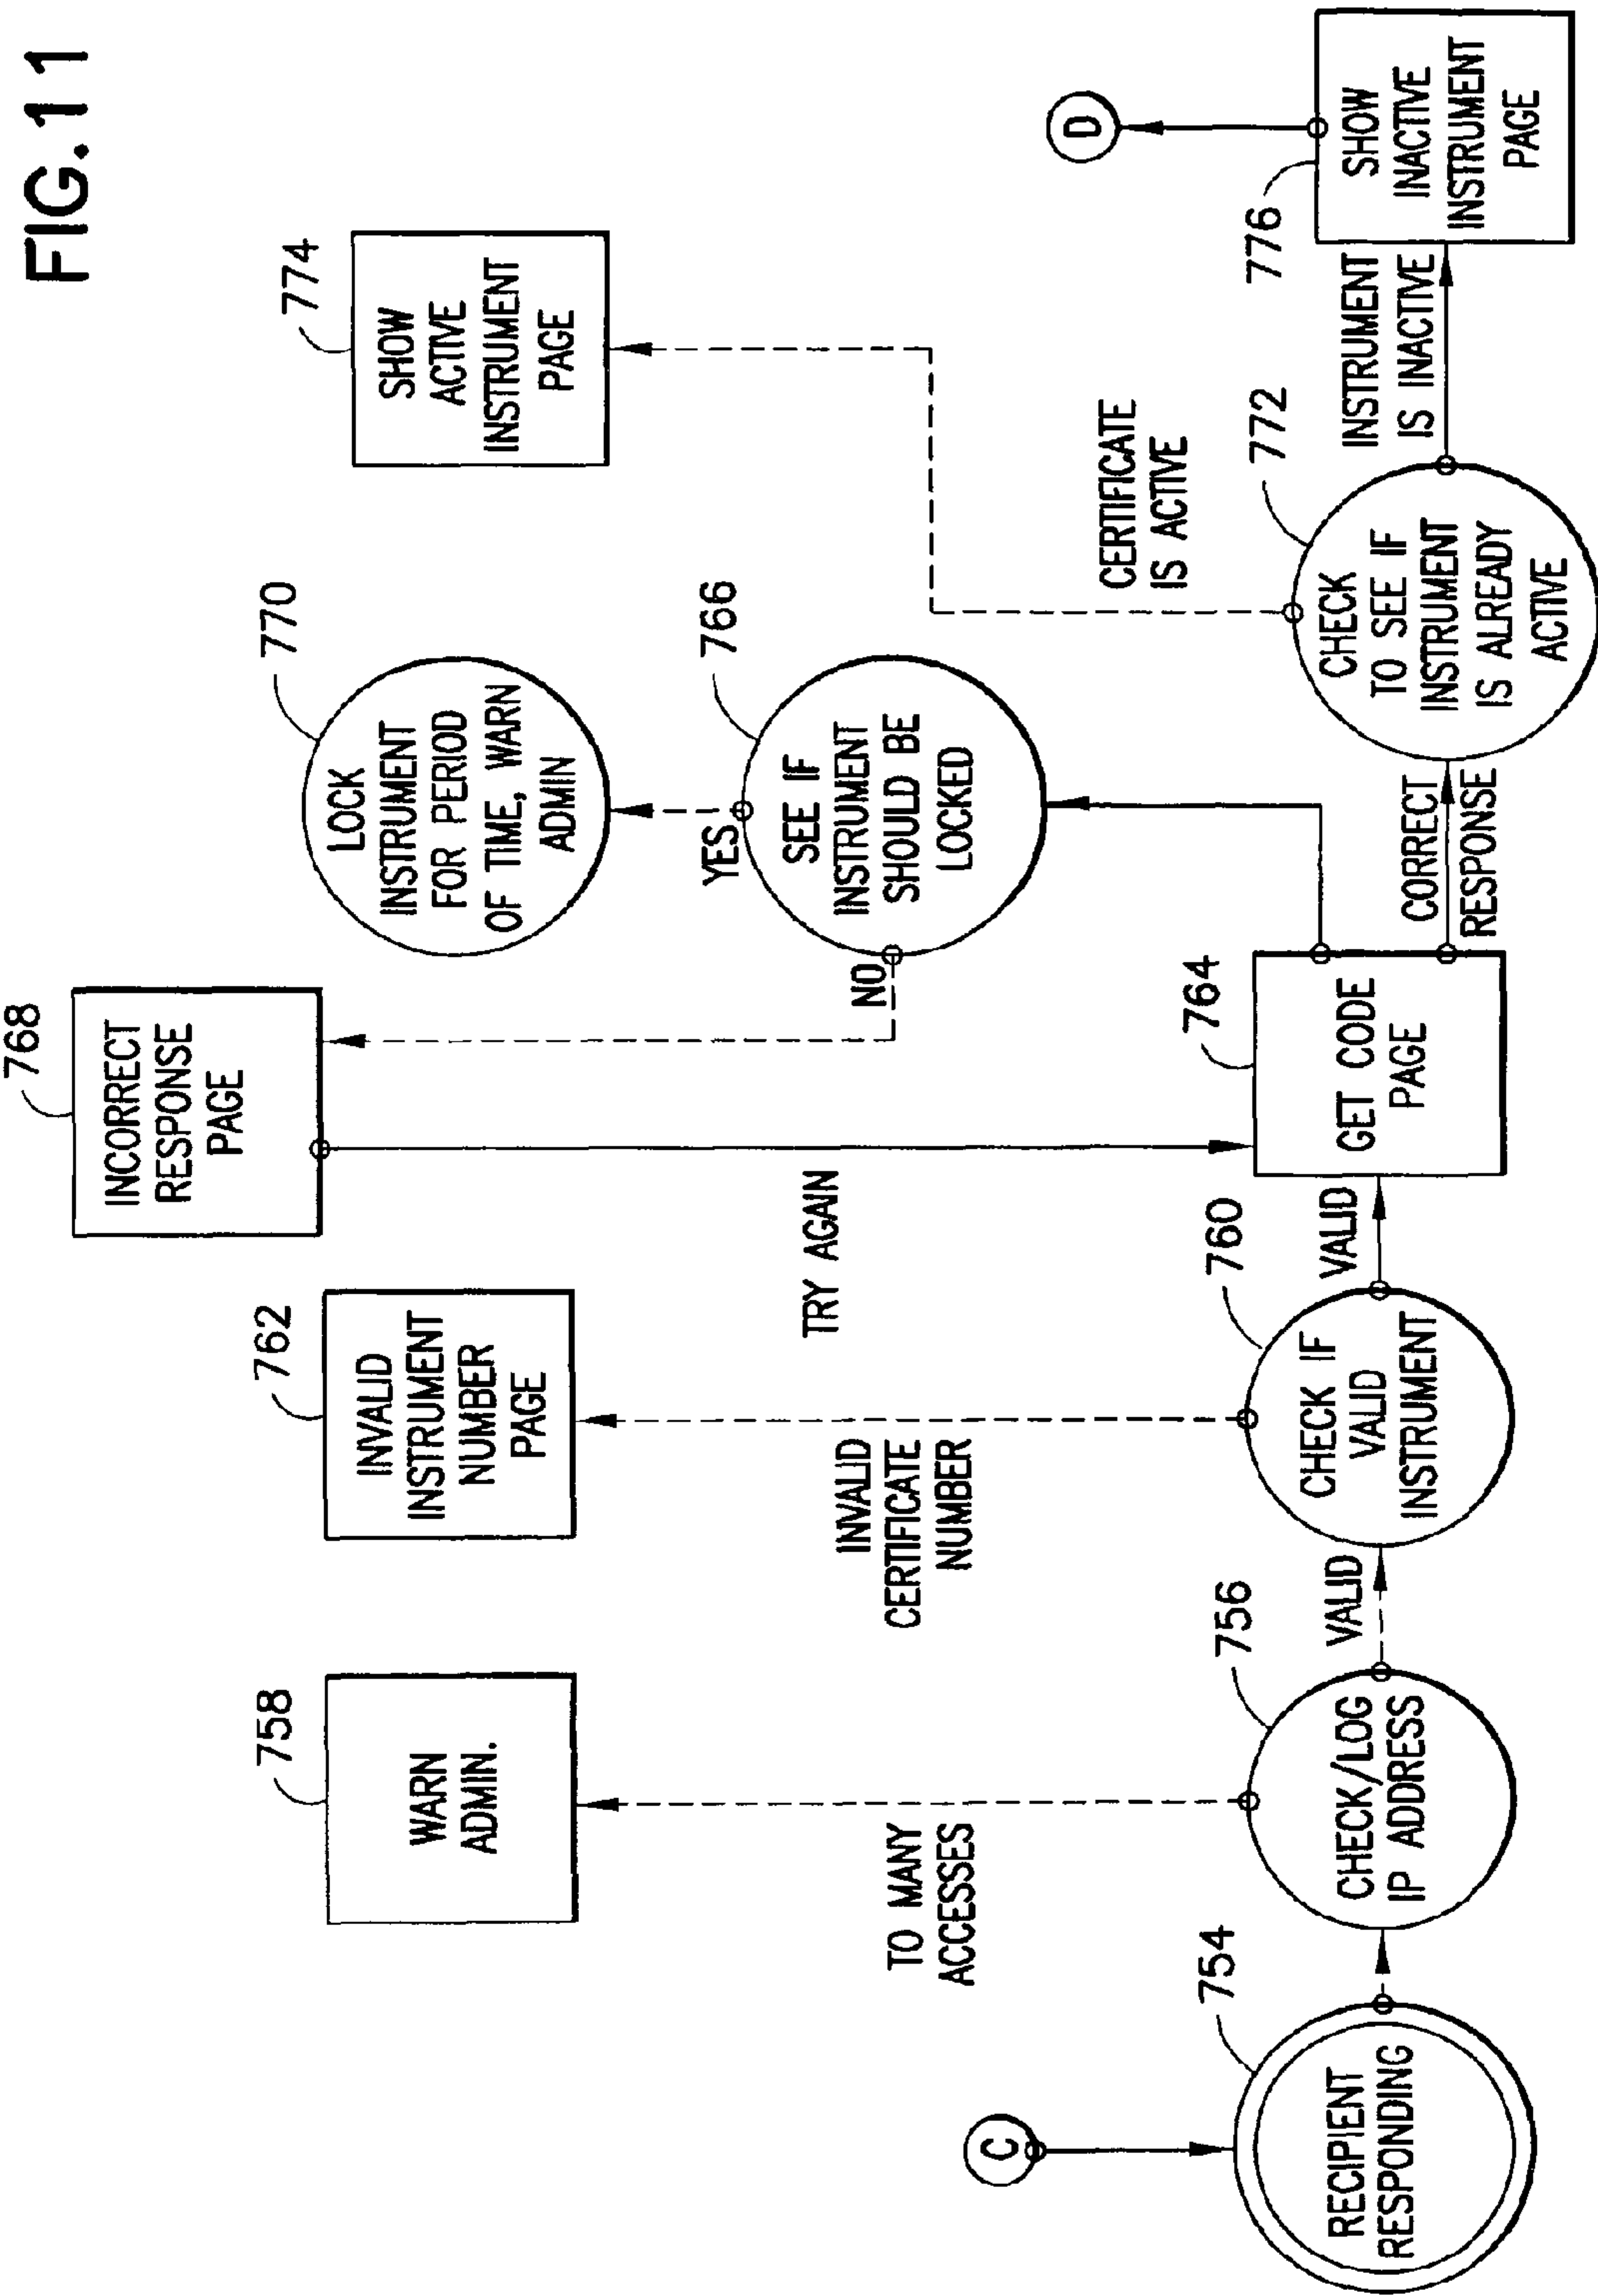 FIG.11
768
INCORRECT
RESPONSE
PAGE
758
WARN
ADMIN.
762
INVALID
INSTRUMENT
NUMBER
PAGE
770
LOCK
INSTRUMENT
FOR PERIOD
OF TIME, WARN
ADMIN
774
SHOW
ACTIVE
INSTRUMENT
PAGE
TO MANY
ACCESSES
INVALID
CERTIFICATE
NUMBER
TRY AGAIN
NO
YES
766
SEE IF
INSTRUMENT
SHOULD BE
LOCKED
CERTIFICATE
IS ACTIVE
D
C
754
RECIPIENT
RESPONDING
756
CHECK/LOG
IP ADDRESS
VALID
760
CHECK IF
VALID
INSTRUMENT
VALID
764
GET CODE
PAGE
CORRECT
RESPONSE
772
CHECK
TO SEE IF
INSTRUMENT
IS ALREADY
ACTIVE
INSTRUMENT
IS INACTIVE
776
SHOW
INACTIVE
INSTRUMENT
PAGE